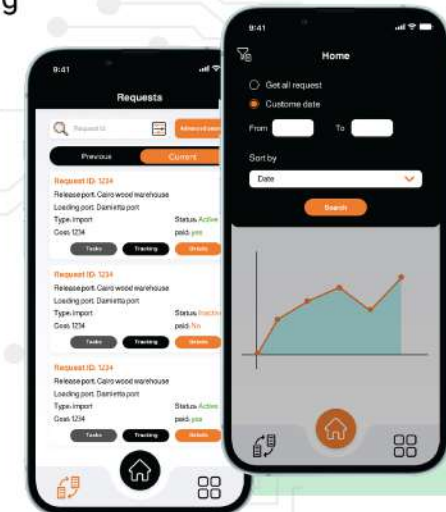 g
9:41
Requests
Request Id
Previous
Current
Request ID: 1234
Release port: Cairo wood warehouse
Loading port: Damietta port
Type: Import
Status: Active
Cost: 1234
paid: yes
Tasks
Tracking
Details
Request ID: 1234
Release port: Cairo wood warehouse
Loading port: Damietta port
Type: Import
Status: Inactive
Cost: 1234
paid: No
Tasks
Tracking
Details
Request ID: 1234
Release port: Cairo wood warehouse
Loading port: Damietta port
Type: Import
Status: Active
Cost: 1234
paid: yes
Tasks
Tracking
Details
9:41
Home
Get all request
Custome date
From
To
Sort by
Date
Search